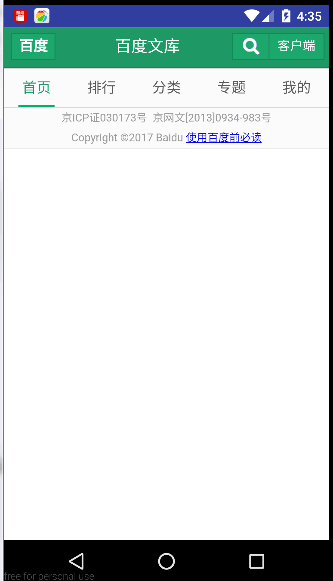 4:35
百度 百度文库 客户端
首页 排行 分类 专题 我的
京ICP证030173号 京网文[2013]0934-983号
Copyright ©2017 Baidu 使用百度前必读
free for personal use